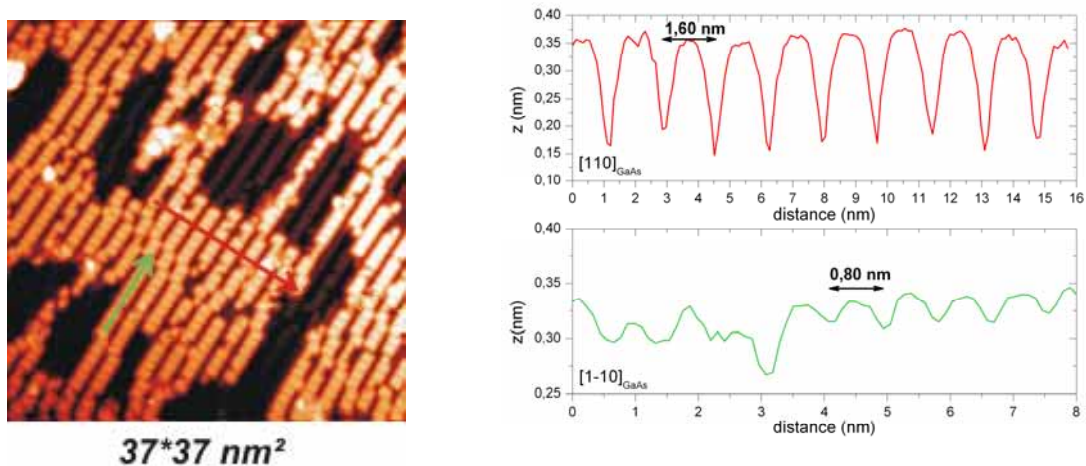 37*37 nm²
0,40
0,35
0,30
0,25
0,20
0,15
0,10
z (nm)
1,60 nm
[110]GaAs
0 1 2 3 4 5 6 7 8 9 10 11 12 13 14 15 16
distance (nm)
0,40
0,35
0,30
0,25
z(nm)
0,80 nm
[1-10]GaAs
0 1 2 3 4 5 6 7 8
distance (nm)